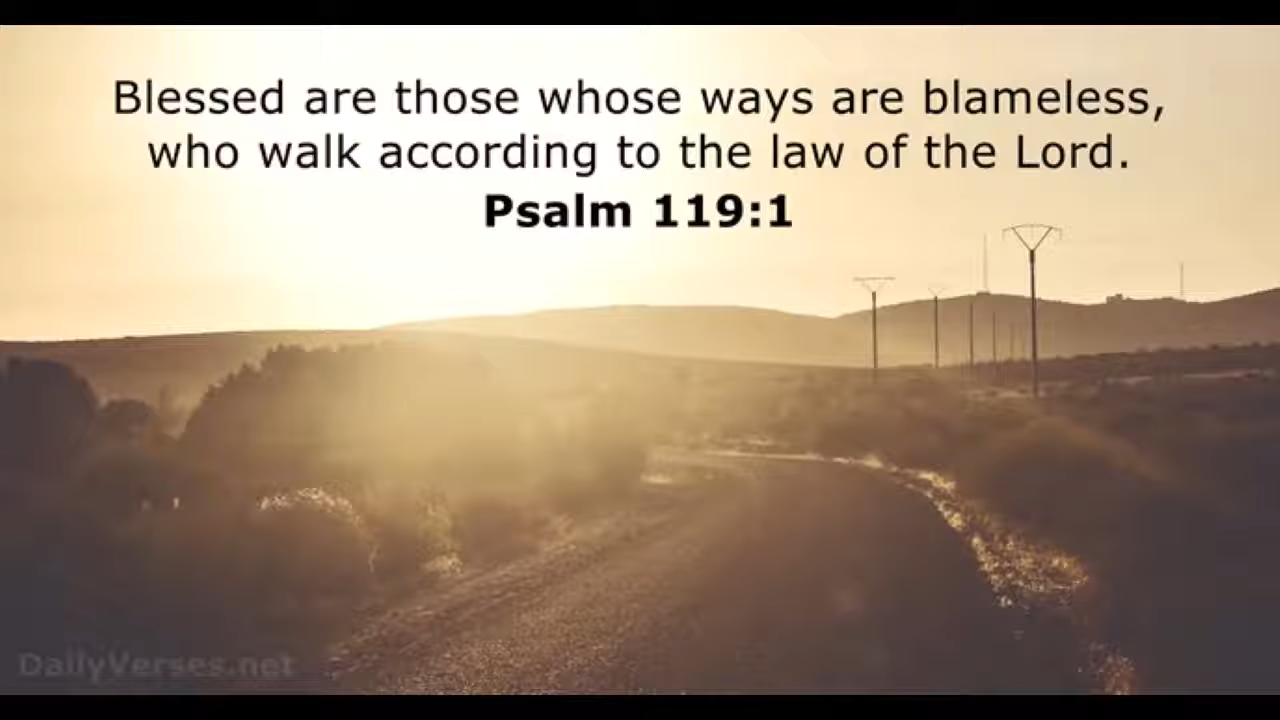 Blessed are those whose ways are blameless,
who walk according to the law of the Lord.
Psalm 119:1
DailyVerses.net